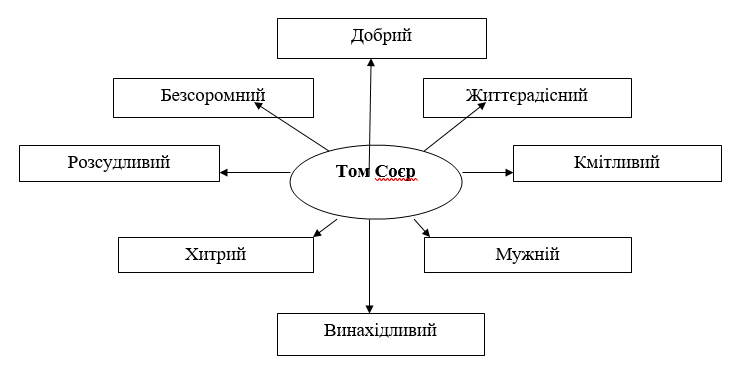 Добрий
Безсоромний
Життєрадісний
Розсудливий
Том Соєр
Кмітливий
Хитрий
Мужній
Винахідливий